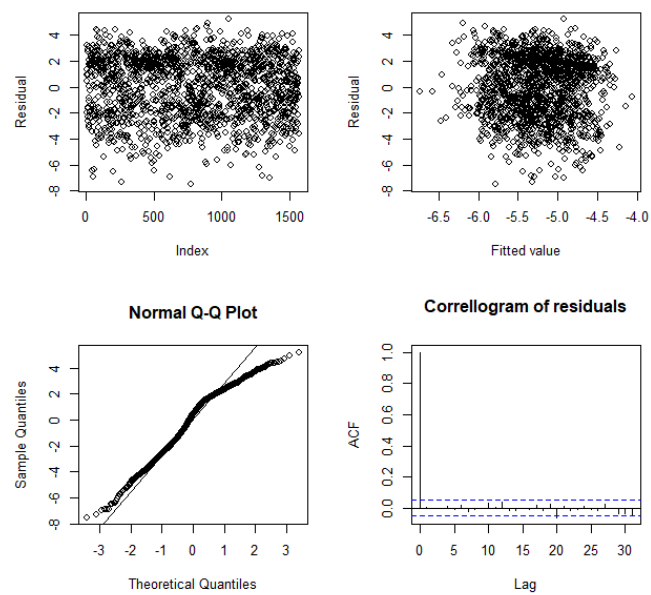 Residual
4
2
0
-2
-4
-6
-8
0 500 1000 1500
Index
Residual
4
2
0
-2
-4
-6
-8
-6.5 -6.0 -5.5 -5.0 -4.5 -4.0
Fitted value
Normal Q-Q Plot
Sample Quantiles
4
2
0
-2
-4
-6
-8
-3 -2 -1 0 1 2 3
Theoretical Quantiles
Correllogram of residuals
ACF
1.0
0.8
0.6
0.4
0.2
0.0
0 5 10 15 20 25 30
Lag